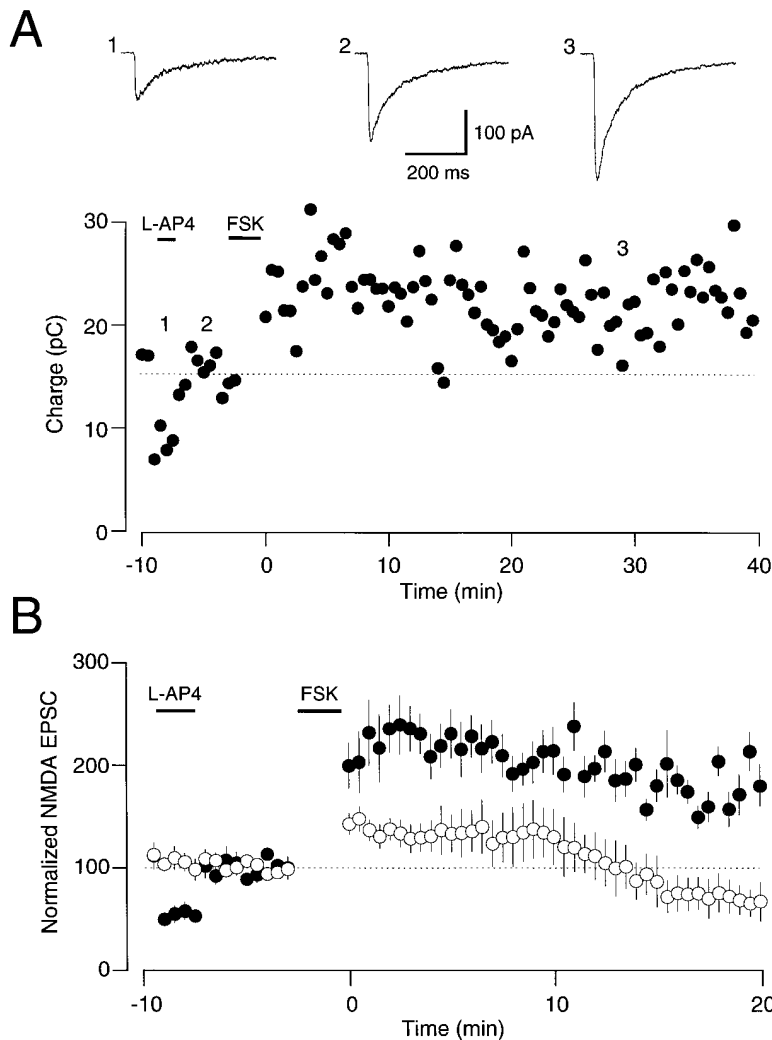 A
1 2 3
100 pA
200 ms
30
L-AP4 FSK
3
20
1 2
Charge (pC)
10
0
-10 0 10 20 30 40
Time (min)
B
300
L-AP4 FSK
Normalized NMDA EPSC
200
100
0
-10 0 10 20
Time (min)